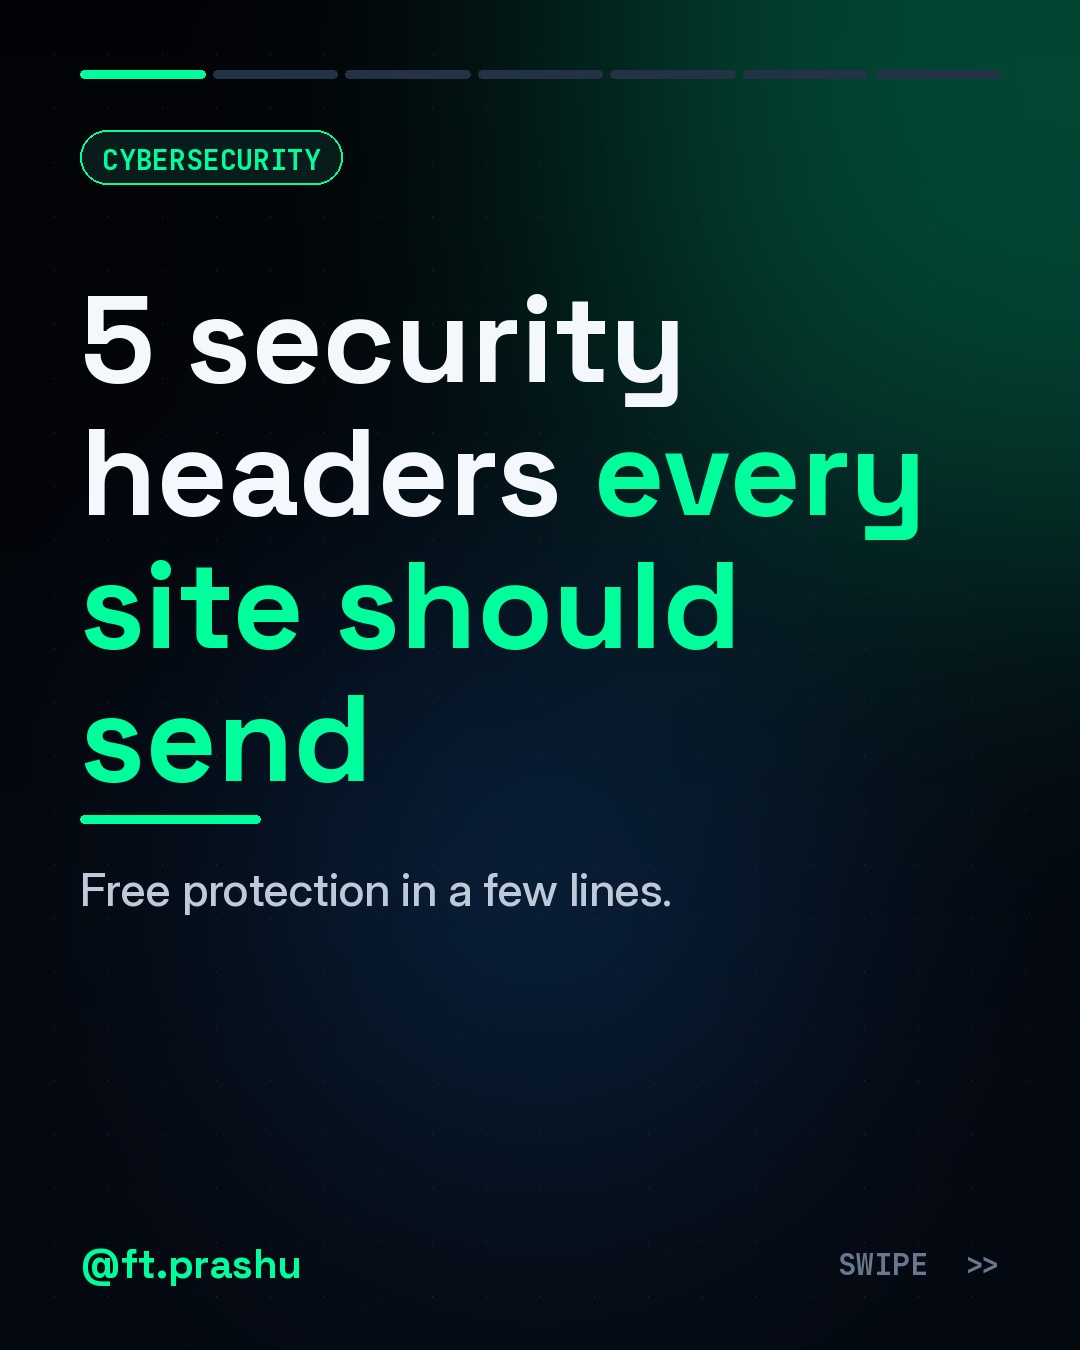 CYBERSECURITY
5 security
headers every
site should
send
Free protection in a few lines.
@ft.prashu
SWIPE >>